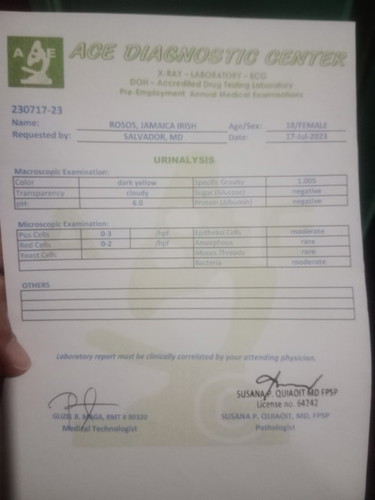 A C E
ACE DIAGNOSTIC CENTER
X-RAY - LABORATORY - ECG
DOH - Accredited Drug Testing Laboratory
Pre-Employment, Annual Medical Examinations
230717-23
Name: ROSOS, JAMAICA IRISH Age/Sex: 18/FEMALE
Requested by: SALVADOR, MD Date: 17-Jul-2023
URINALYSIS
Macroscopic Examination:
Color dark yellow Specific Gravity 1.005
Transparency cloudy Sugar (Glucose) negative
pH: Protein (Albumin) negative
Microscopic Examination:
Pus Cells 0-3 /hpf Epithelial Cells moderate
Red Cells 0-2 /hpf Amorphous rare
Yeast Cells Mucus Threads rare
Bacteria moderate
OTHERS
Laboratory report must be clinically correlated by your attending physician.
SUSANA P. QUIAOIT MD FPSP
License no. 64242
RMT # 99320 SUSANA P. QUIAOIT, MD, FPSP
Medical Technologist Pathologist